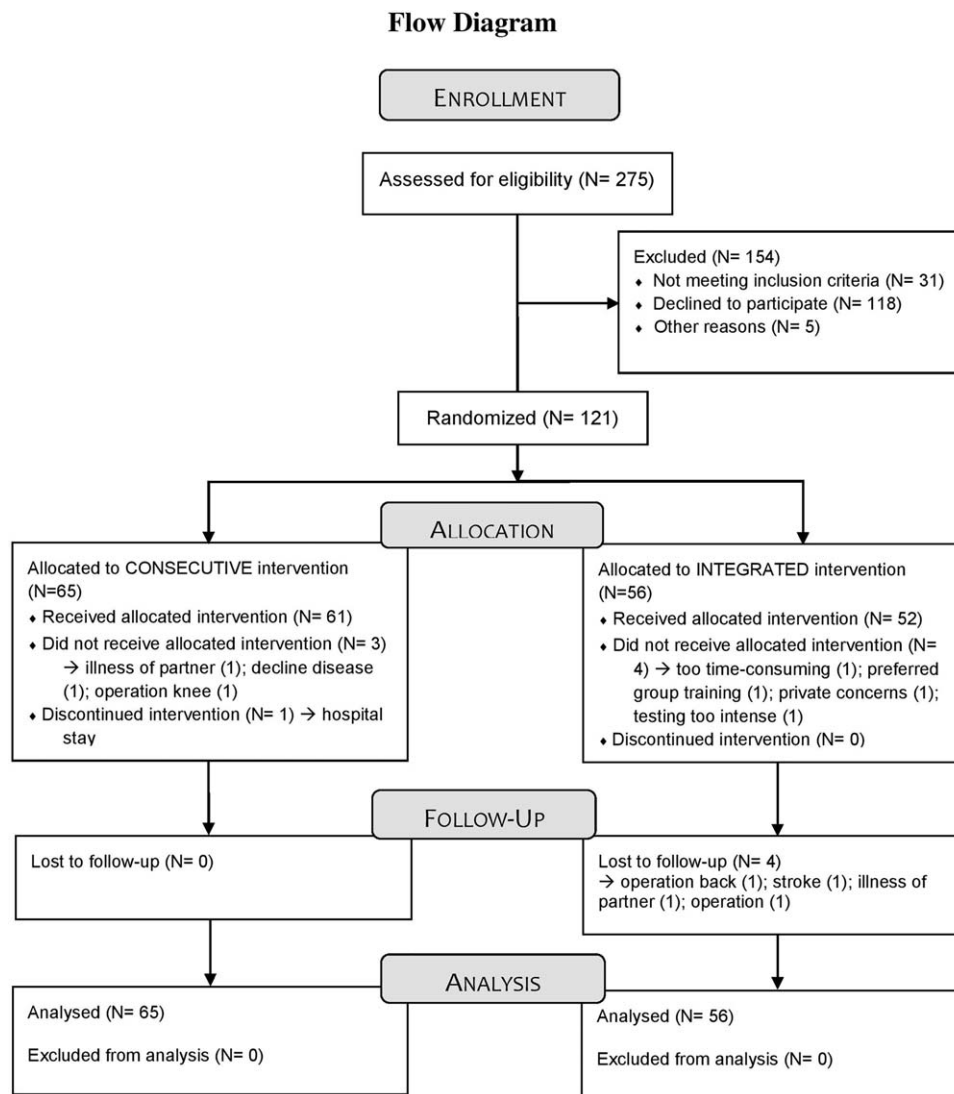 Flow Diagram
ENROLLMENT
Assessed for eligibility (N= 275)
Excluded (N= 154)
♦ Not meeting inclusion criteria (N= 31)
♦ Declined to participate (N= 118)
♦ Other reasons (N= 5)
Randomized (N= 121)
ALLOCATION
Allocated to CONSECUTIVE intervention
(N=65)
♦ Received allocated intervention (N= 61)
♦ Did not receive allocated intervention (N= 3)
→ illness of partner (1); decline disease
(1); operation knee (1)
♦ Discontinued intervention (N= 1) → hospital
stay
Allocated to INTEGRATED intervention
(N=56)
♦ Received allocated intervention (N= 52)
♦ Did not receive allocated intervention (N=
4) → too time-consuming (1); preferred
group training (1); private concerns (1);
testing too intense (1)
♦ Discontinued intervention (N= 0)
FOLLOW-UP
Lost to follow-up (N= 0)
Lost to follow-up (N= 4)
→ operation back (1); stroke (1); illness of
partner (1); operation (1)
ANALYSIS
Analysed (N= 65)
Excluded from analysis (N= 0)
Analysed (N= 56)
Excluded from analysis (N= 0)